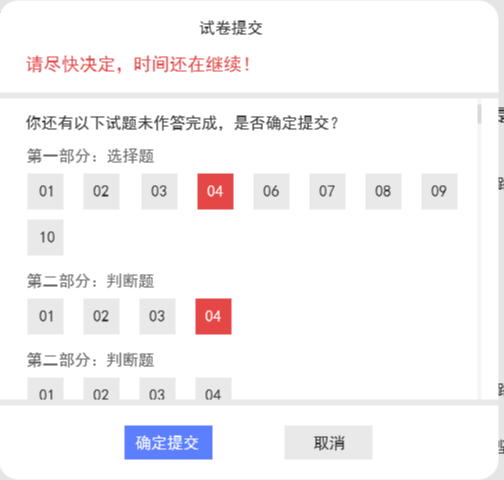 试卷提交
请尽快决定，时间还在继续！
你还有以下试题未作答完成，是否确定提交？
第一部分：选择题
01 02 03 04 06 07 08 09
10
第二部分：判断题
01 02 03 04
第二部分：判断题
01 02 03 04
确定提交 取消